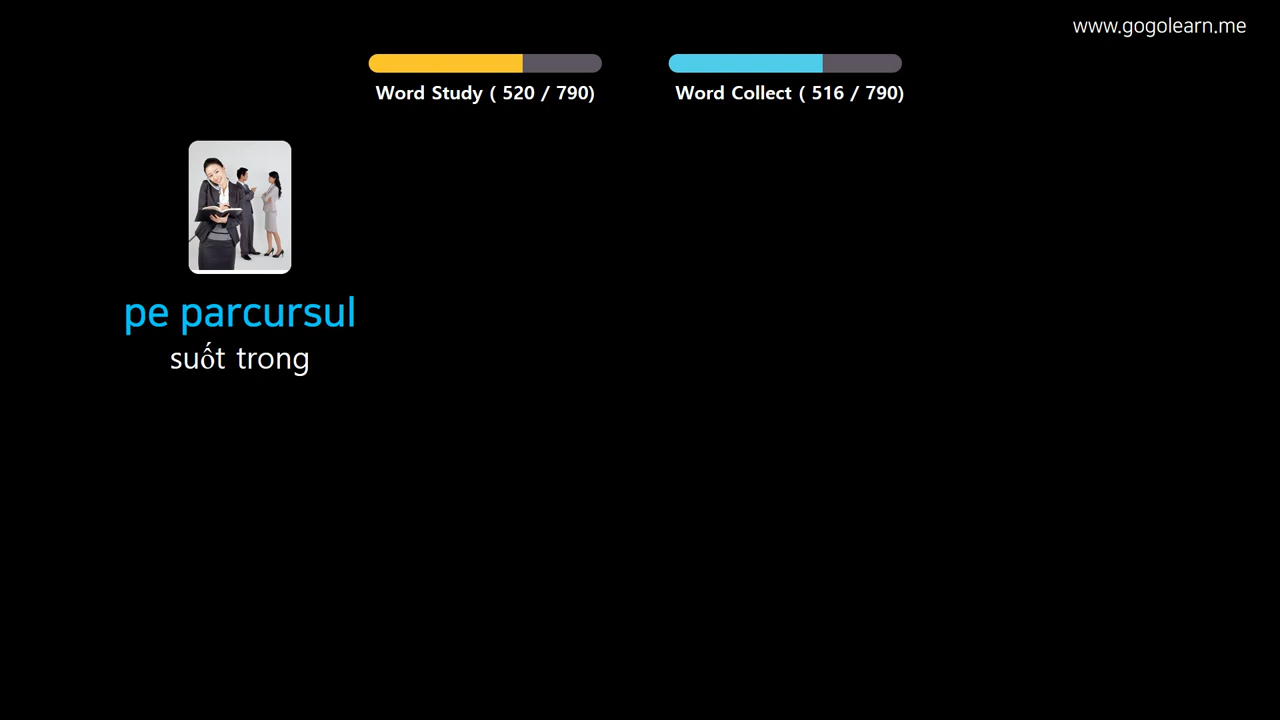 www.gogolearn.me
Word Study ( 520 / 790)
Word Collect ( 516 / 790)
pe parcursul
suốt trong